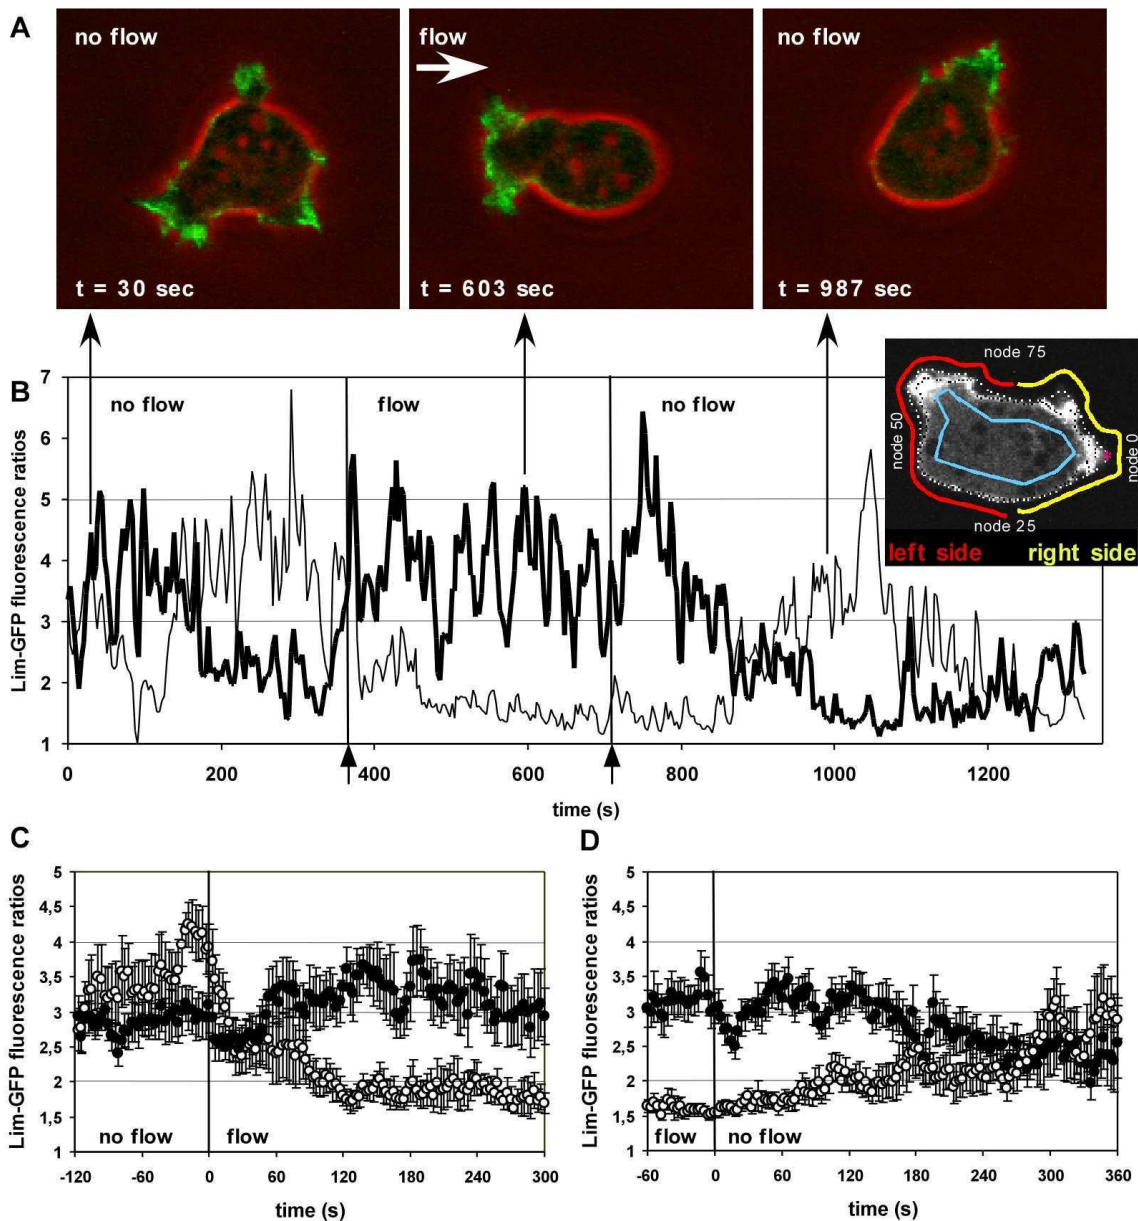 A
no flow
flow
no flow
t = 30 sec
t = 603 sec
t = 987 sec
B
no flow
flow
no flow
7
6
5
4
3
2
1
Lim-GFP fluorescence ratios
0
200
400
600
800
1000
1200
time (s)
node 75
node 50
node 0
node 25
left side
right side
C
5
4,5
4
3,5
3
2,5
2
1,5
1
Lim-GFP fluorescence ratios
no flow
flow
-120
-60
0
60
120
180
240
300
time (s)
D
5
4,5
4
3,5
3
2,5
2
1,5
1
Lim-GFP fluorescence ratios
flow
no flow
-60
0
60
120
180
240
300
360
time (s)